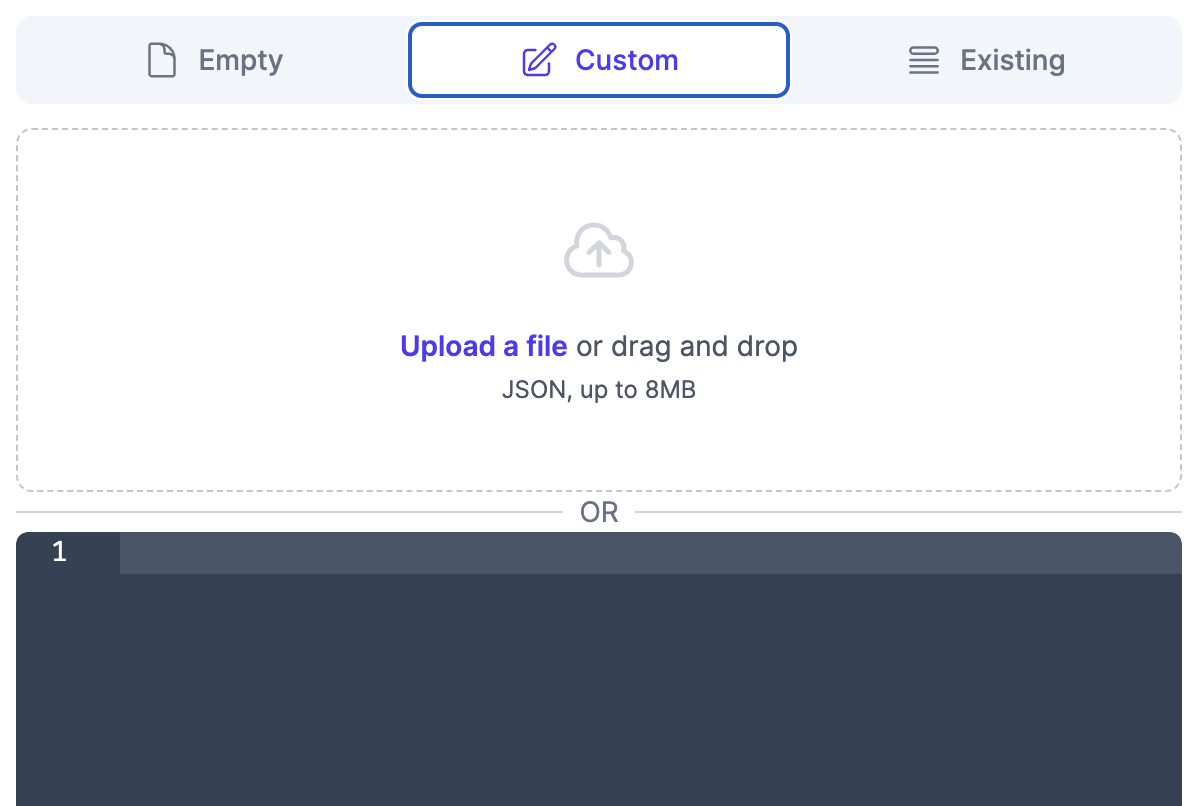 Empty Custom Existing
Upload a file or drag and drop
JSON, up to 8MB
OR
1